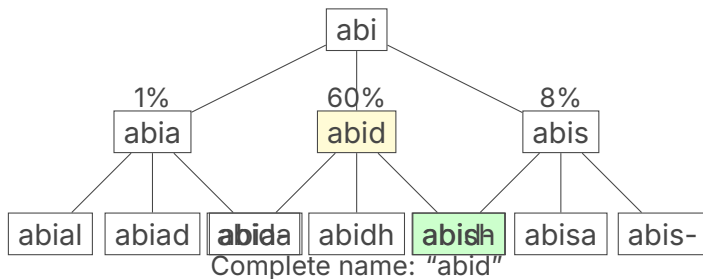 abi
1% 60% 8%
abia abid abis
abial abiad abidh abisa abis-
Complete name: “abid”